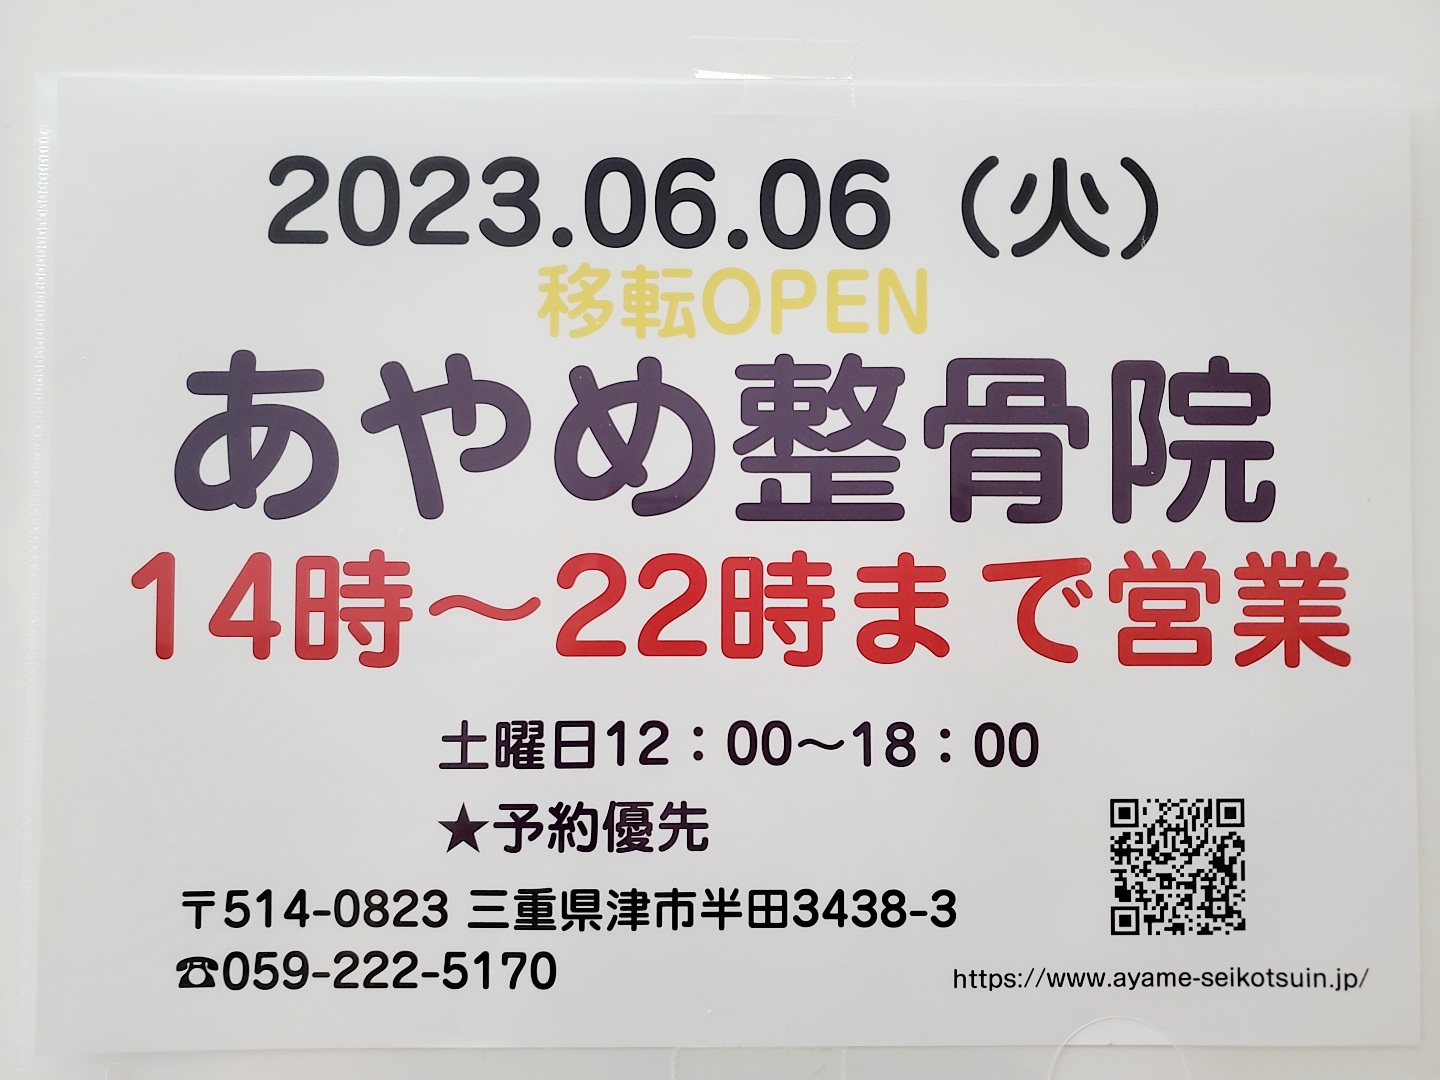 2023.06.06（火）
移転OPEN
あやめ整骨院
14時～22時まで営業
土曜日12：00～18：00
★予約優先
〒514-0823 三重県津市半田3438-3
☎059-222-5170
https://www.ayame-seikotsuin.jp/